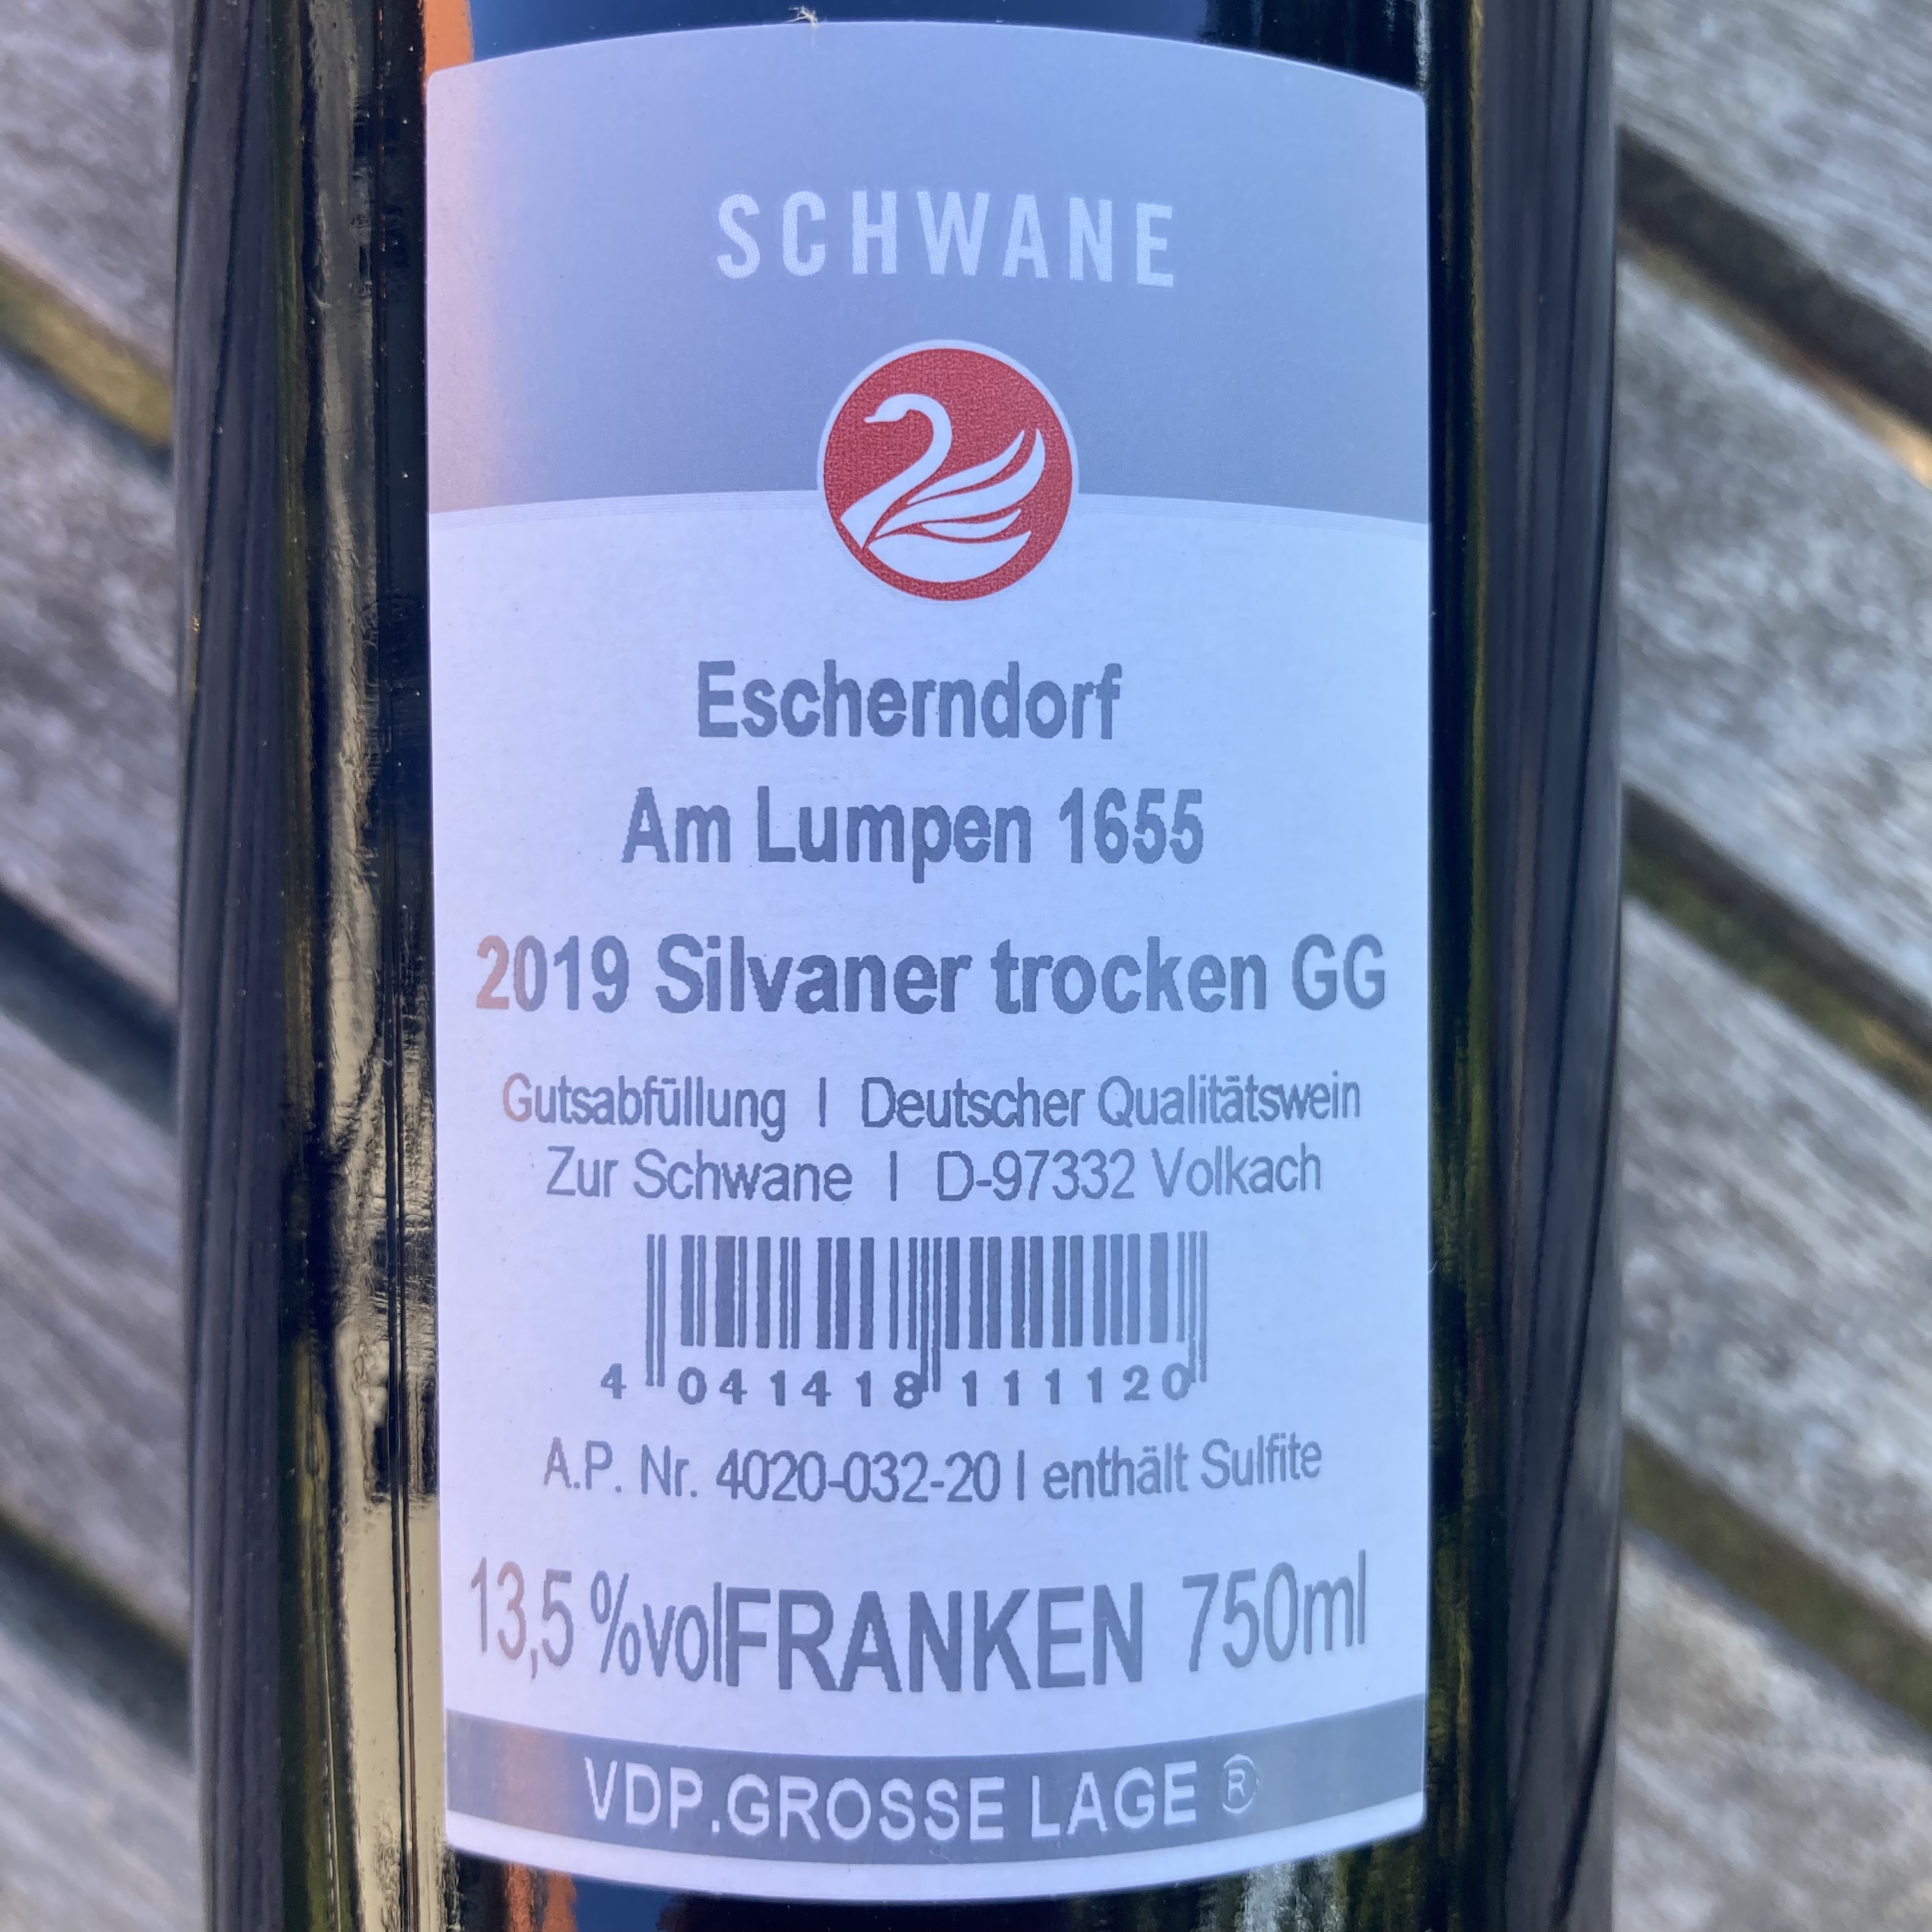 SCHWANE
Escherndorf
Am Lumpen 1655
2019 Silvaner trocken GG
Gutsabfüllung | Deutscher Qualitätswein
Zur Schwane | D-97332 Volkach
4 041418 111120
A.P. Nr. 4020-032-20 | enthält Sulfite
13,5 %vol FRANKEN 750ml
VDP.GROSSE LAGE ®